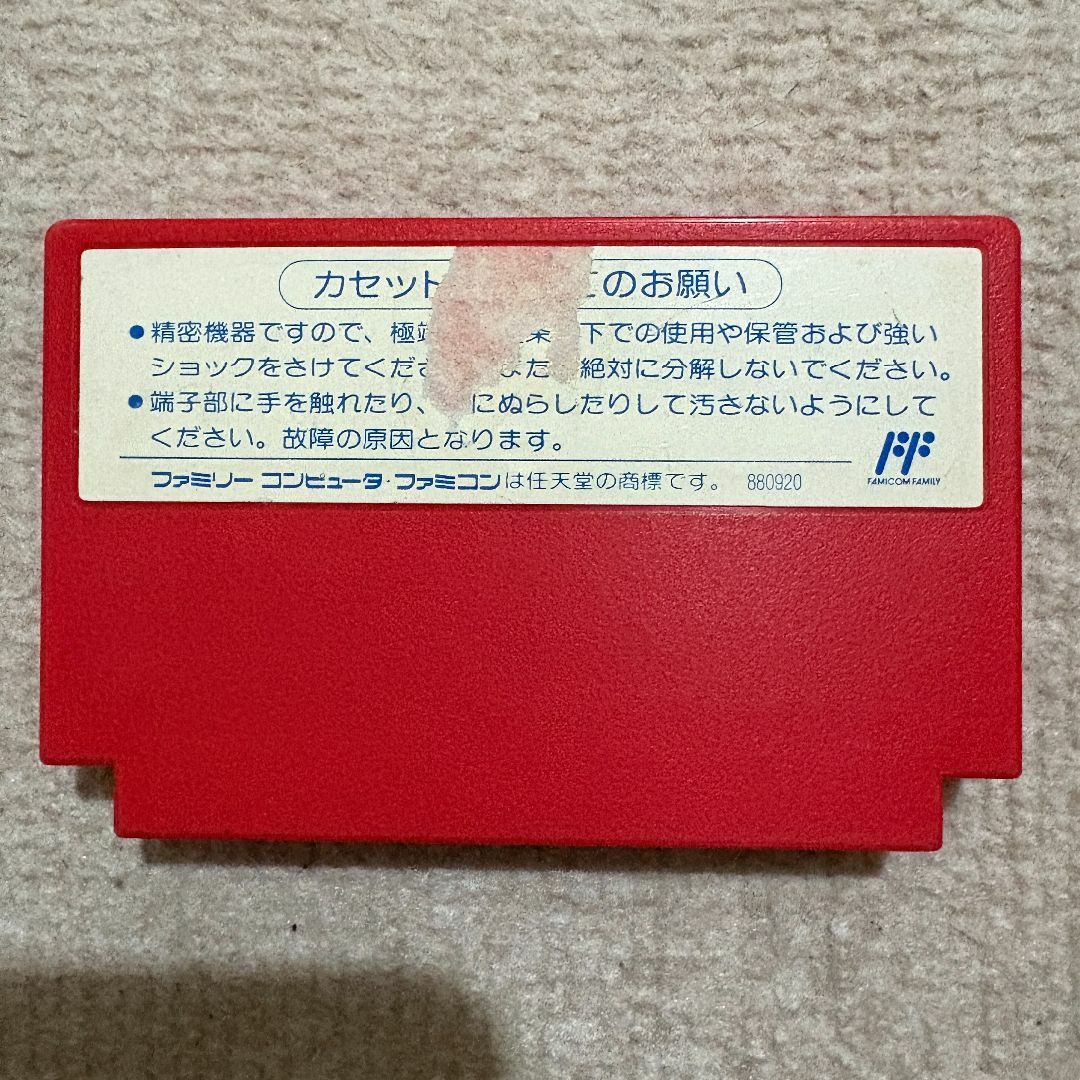 カセット このお願い
●精密機器ですので、極端 条 下での使用や保管および強い
ショックをさけてくださ また 絶対に分解しないでください。
●端子部に手を触れたり、 にぬらしたりして汚さないようにして
ください。故障の原因となります。
ファミリー コンピュータ・ファミコンは任天堂の商標です。 880920
FAMICOM FAMILY